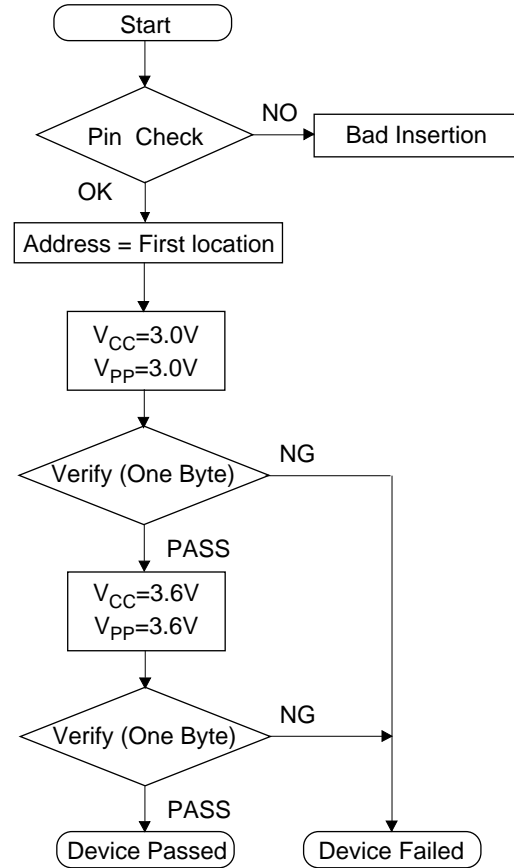 Start
Pin Check
NO
Bad Insertion
OK
Address = First location
VCC=3.0V
VPP=3.0V
Verify (One Byte)
NG
PASS
VCC=3.6V
VPP=3.6V
Verify (One Byte)
NG
PASS
Device Passed
Device Failed